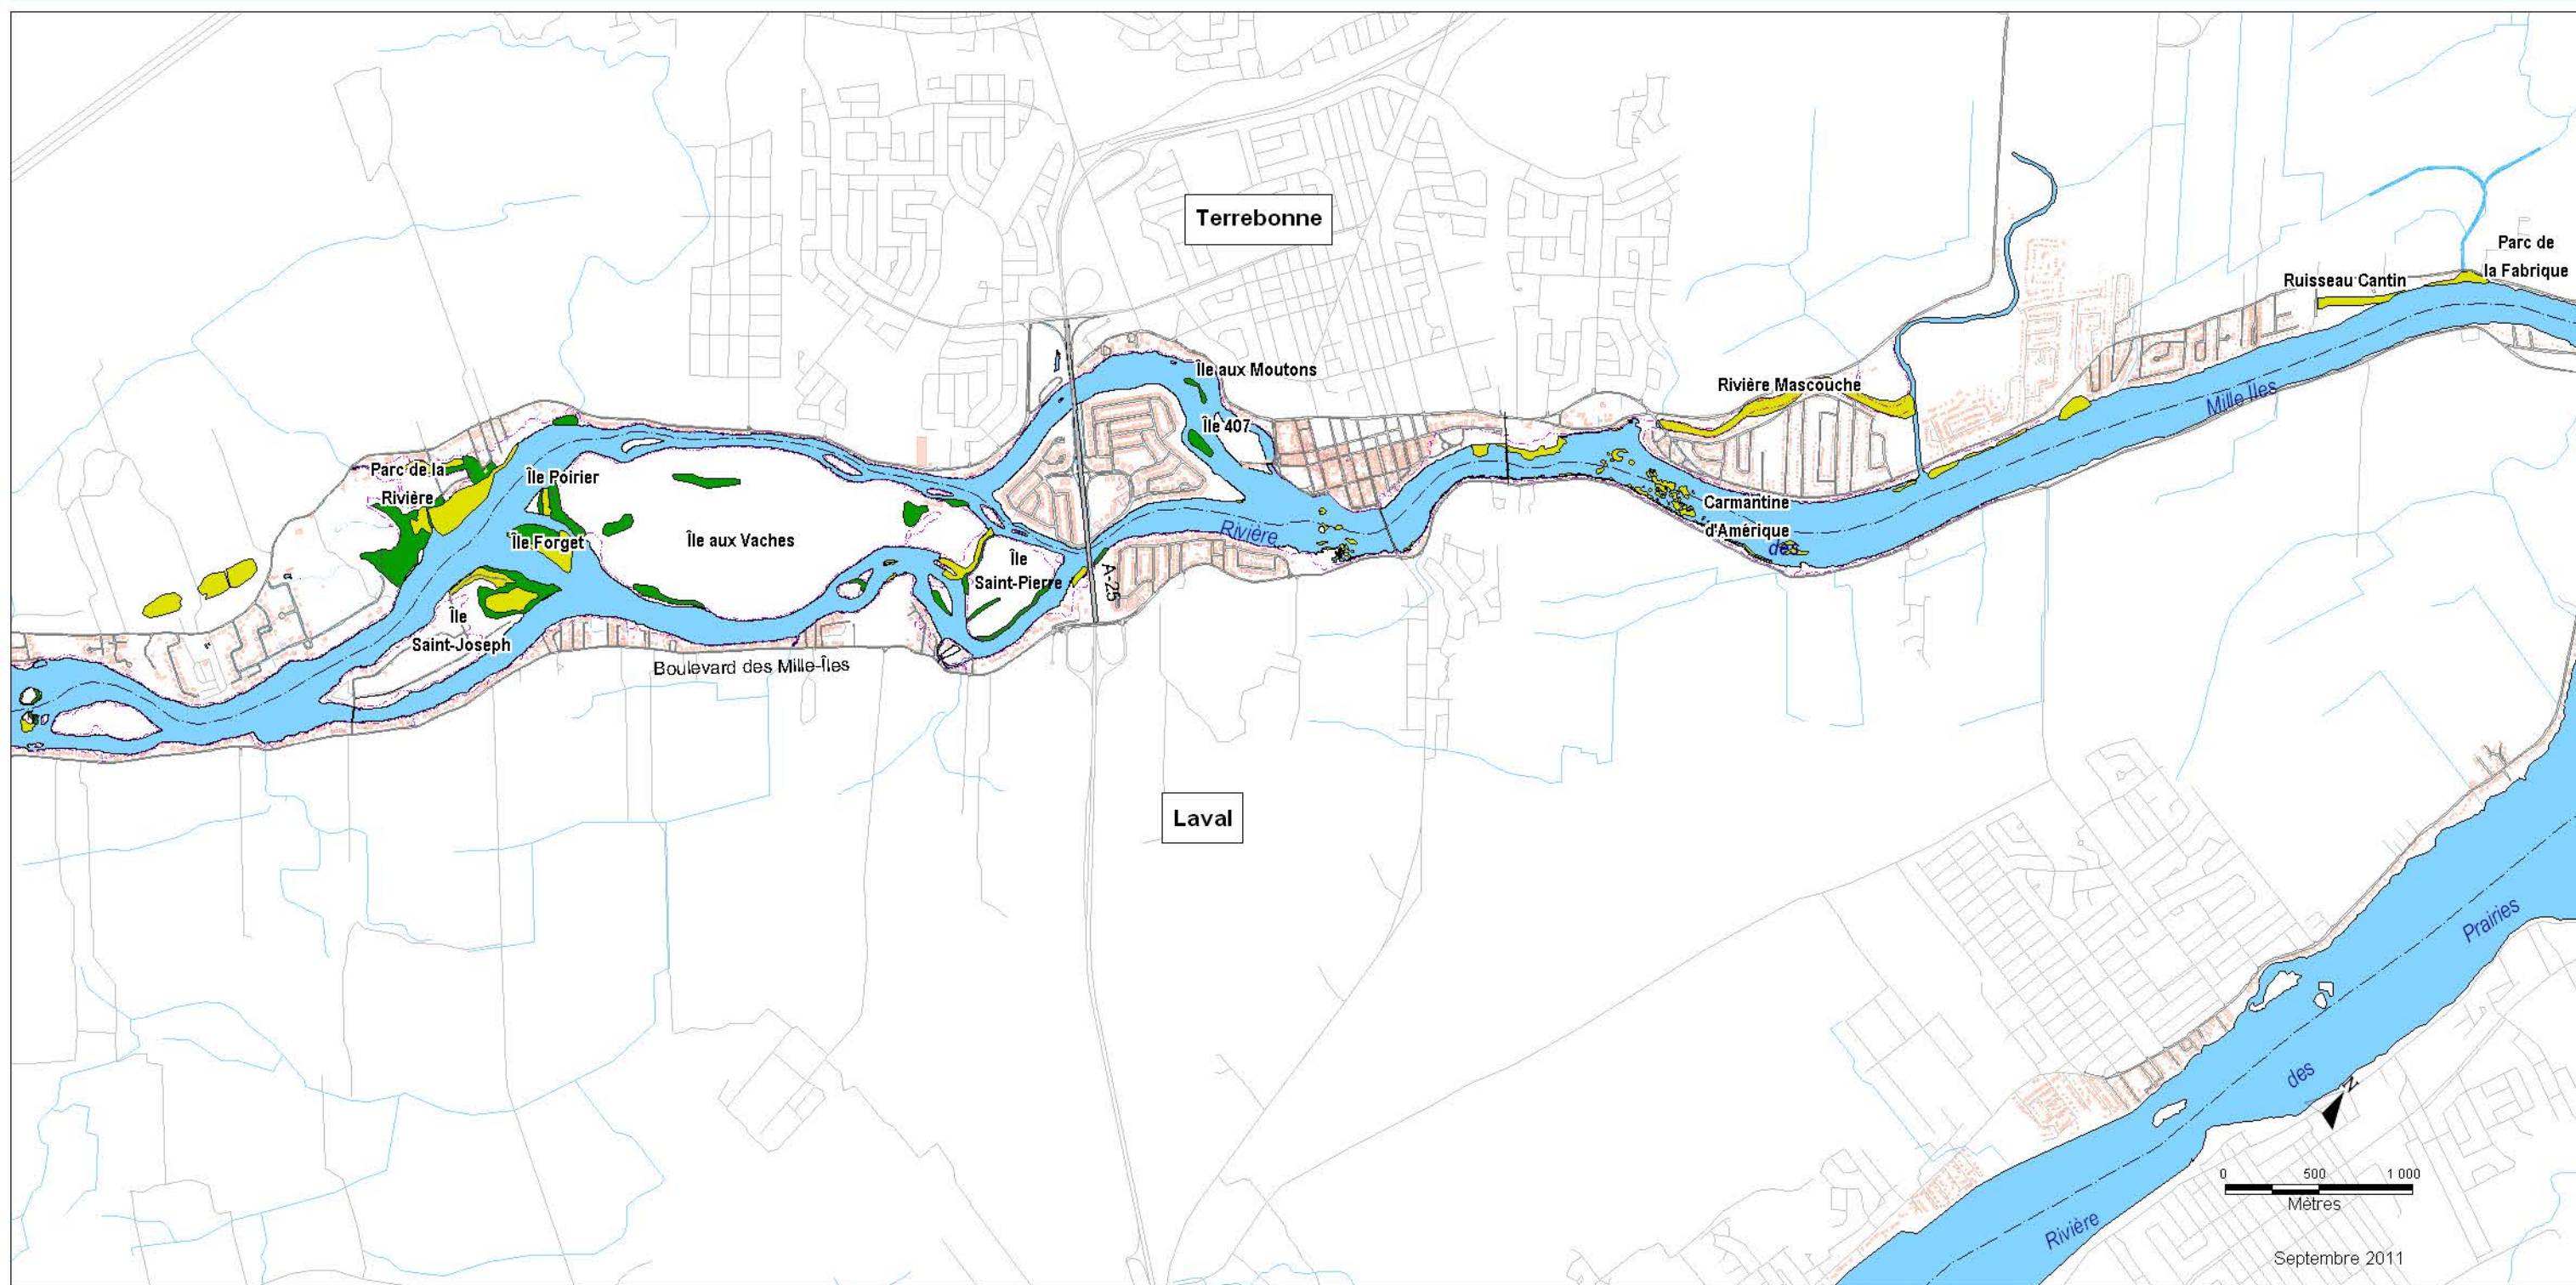 Terrebonne
Parc de
la Fabrique
Ruisseau Cantin
Île aux Moutons
Rivière Mascouche
Mille Iles
Île 407
Parc de la
Rivière
Île Poirier
Carmantine
d'Amérique
des
Rivière
Île Forget
Île aux Vaches
Île
Saint-Pierre
A-25
Île
Saint-Joseph
Boulevard des Mille-Îles
Laval
Prairies
des
Rivière
N
0 500 1 000
Mètres
Septembre 2011